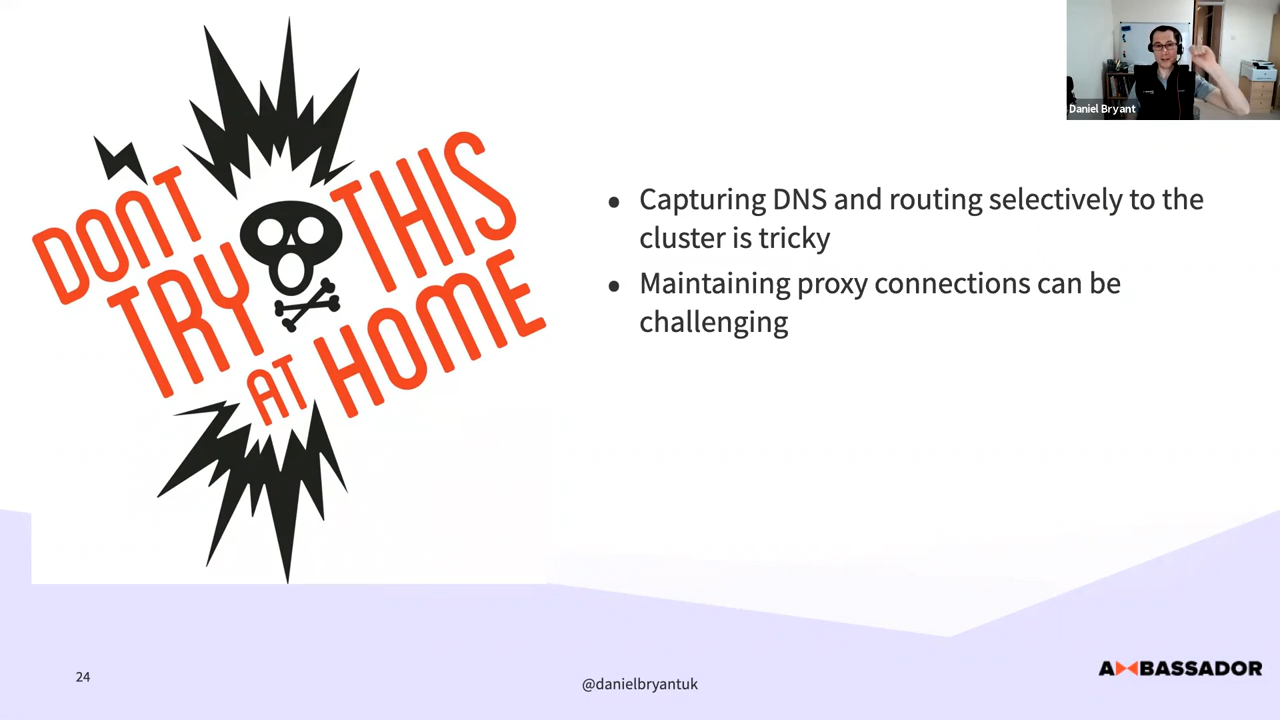 DONT
TRY THIS
AT HOME
Daniel Bryant
• Capturing DNS and routing selectively to the
cluster is tricky
• Maintaining proxy connections can be
challenging
24
@danielbryantuk
AMBASSADOR